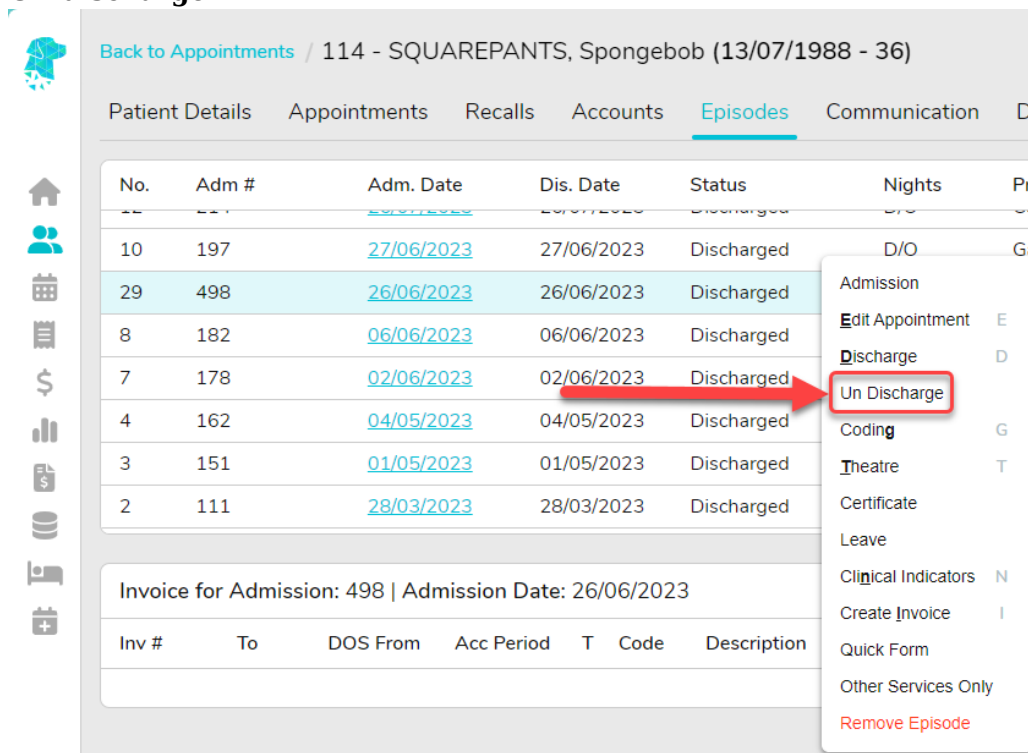 Back to Appointments / 114 - SQUAREPANTS, Spongebob (13/07/1988 - 36)
Patient Details Appointments Recalls Accounts Episodes Communication
No. Adm # Adm. Date Dis. Date Status Nights
10 197 27/06/2023 27/06/2023 Discharged D/O
29 498 26/06/2023 26/06/2023 Discharged
8 182 06/06/2023 06/06/2023 Discharged
7 178 02/06/2023 02/06/2023 Discharged
4 162 04/05/2023 04/05/2023 Discharged
3 151 01/05/2023 01/05/2023 Discharged
2 111 28/03/2023 28/03/2023 Discharged
Admission
Edit Appointment E
Discharge D
Un Discharge
Coding G
Theatre T
Certificate
Leave
Clinical Indicators N
Create Invoice I
Quick Form
Other Services Only
Remove Episode
Invoice for Admission: 498 | Admission Date: 26/06/2023
Inv # To DOS From Acc Period T Code Description